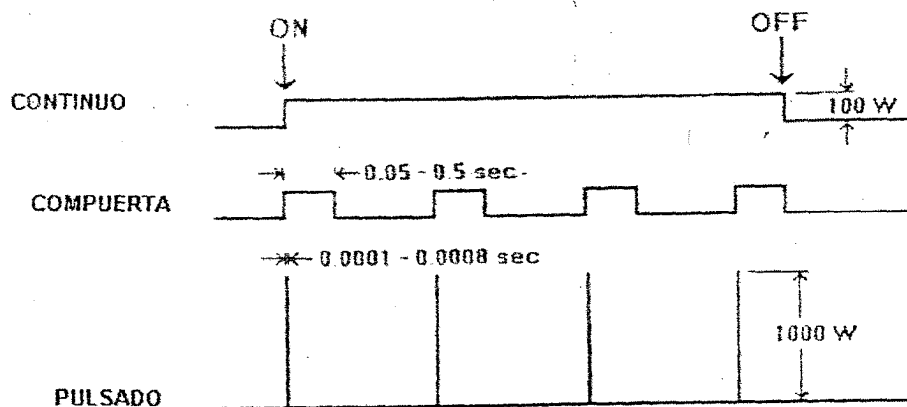 ON
OFF
CONTINUO
100 W
0.05 - 0.5 sec.
COMPUERTA
0.0001 - 0.0008 sec
1000 W
PULSADO